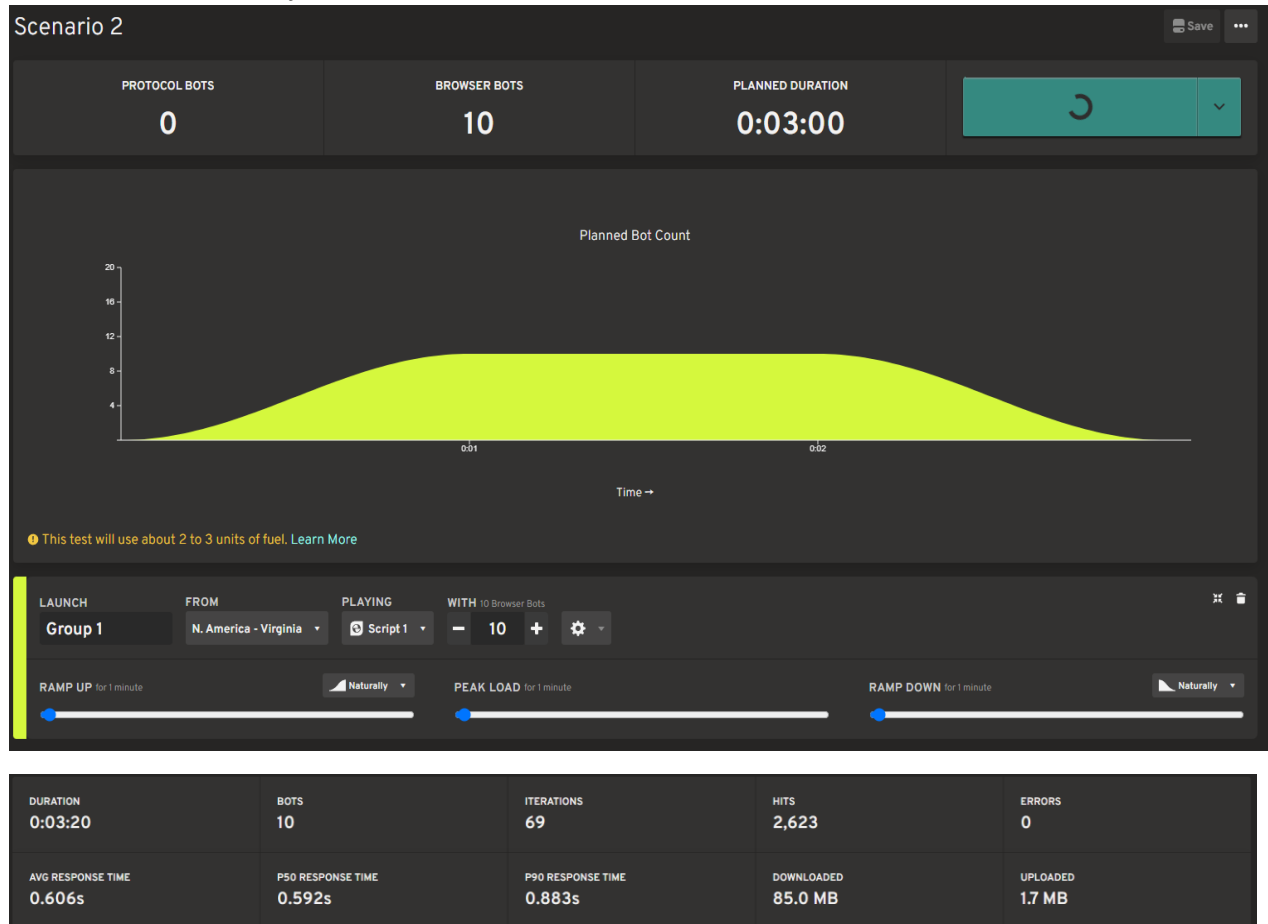 Scenario 2
Save
PROTOCOL BOTS
0
BROWSER BOTS
10
PLANNED DURATION
0:03:00
Planned Bot Count
20
16
12
8
4
0:01
0:02
Time →
This test will use about 2 to 3 units of fuel. Learn More
LAUNCH
Group 1
FROM
N. America - Virginia
PLAYING
Script 1
WITH 10 Browser Bots
10
RAMP UP for 1 minute
Naturally
PEAK LOAD for 1 minute
RAMP DOWN for 1 minute
Naturally
DURATION
0:03:20
BOTS
10
ITERATIONS
69
HITS
2,623
ERRORS
0
AVG RESPONSE TIME
0.606s
P50 RESPONSE TIME
0.592s
P90 RESPONSE TIME
0.883s
DOWNLOADED
85.0 MB
UPLOADED
1.7 MB